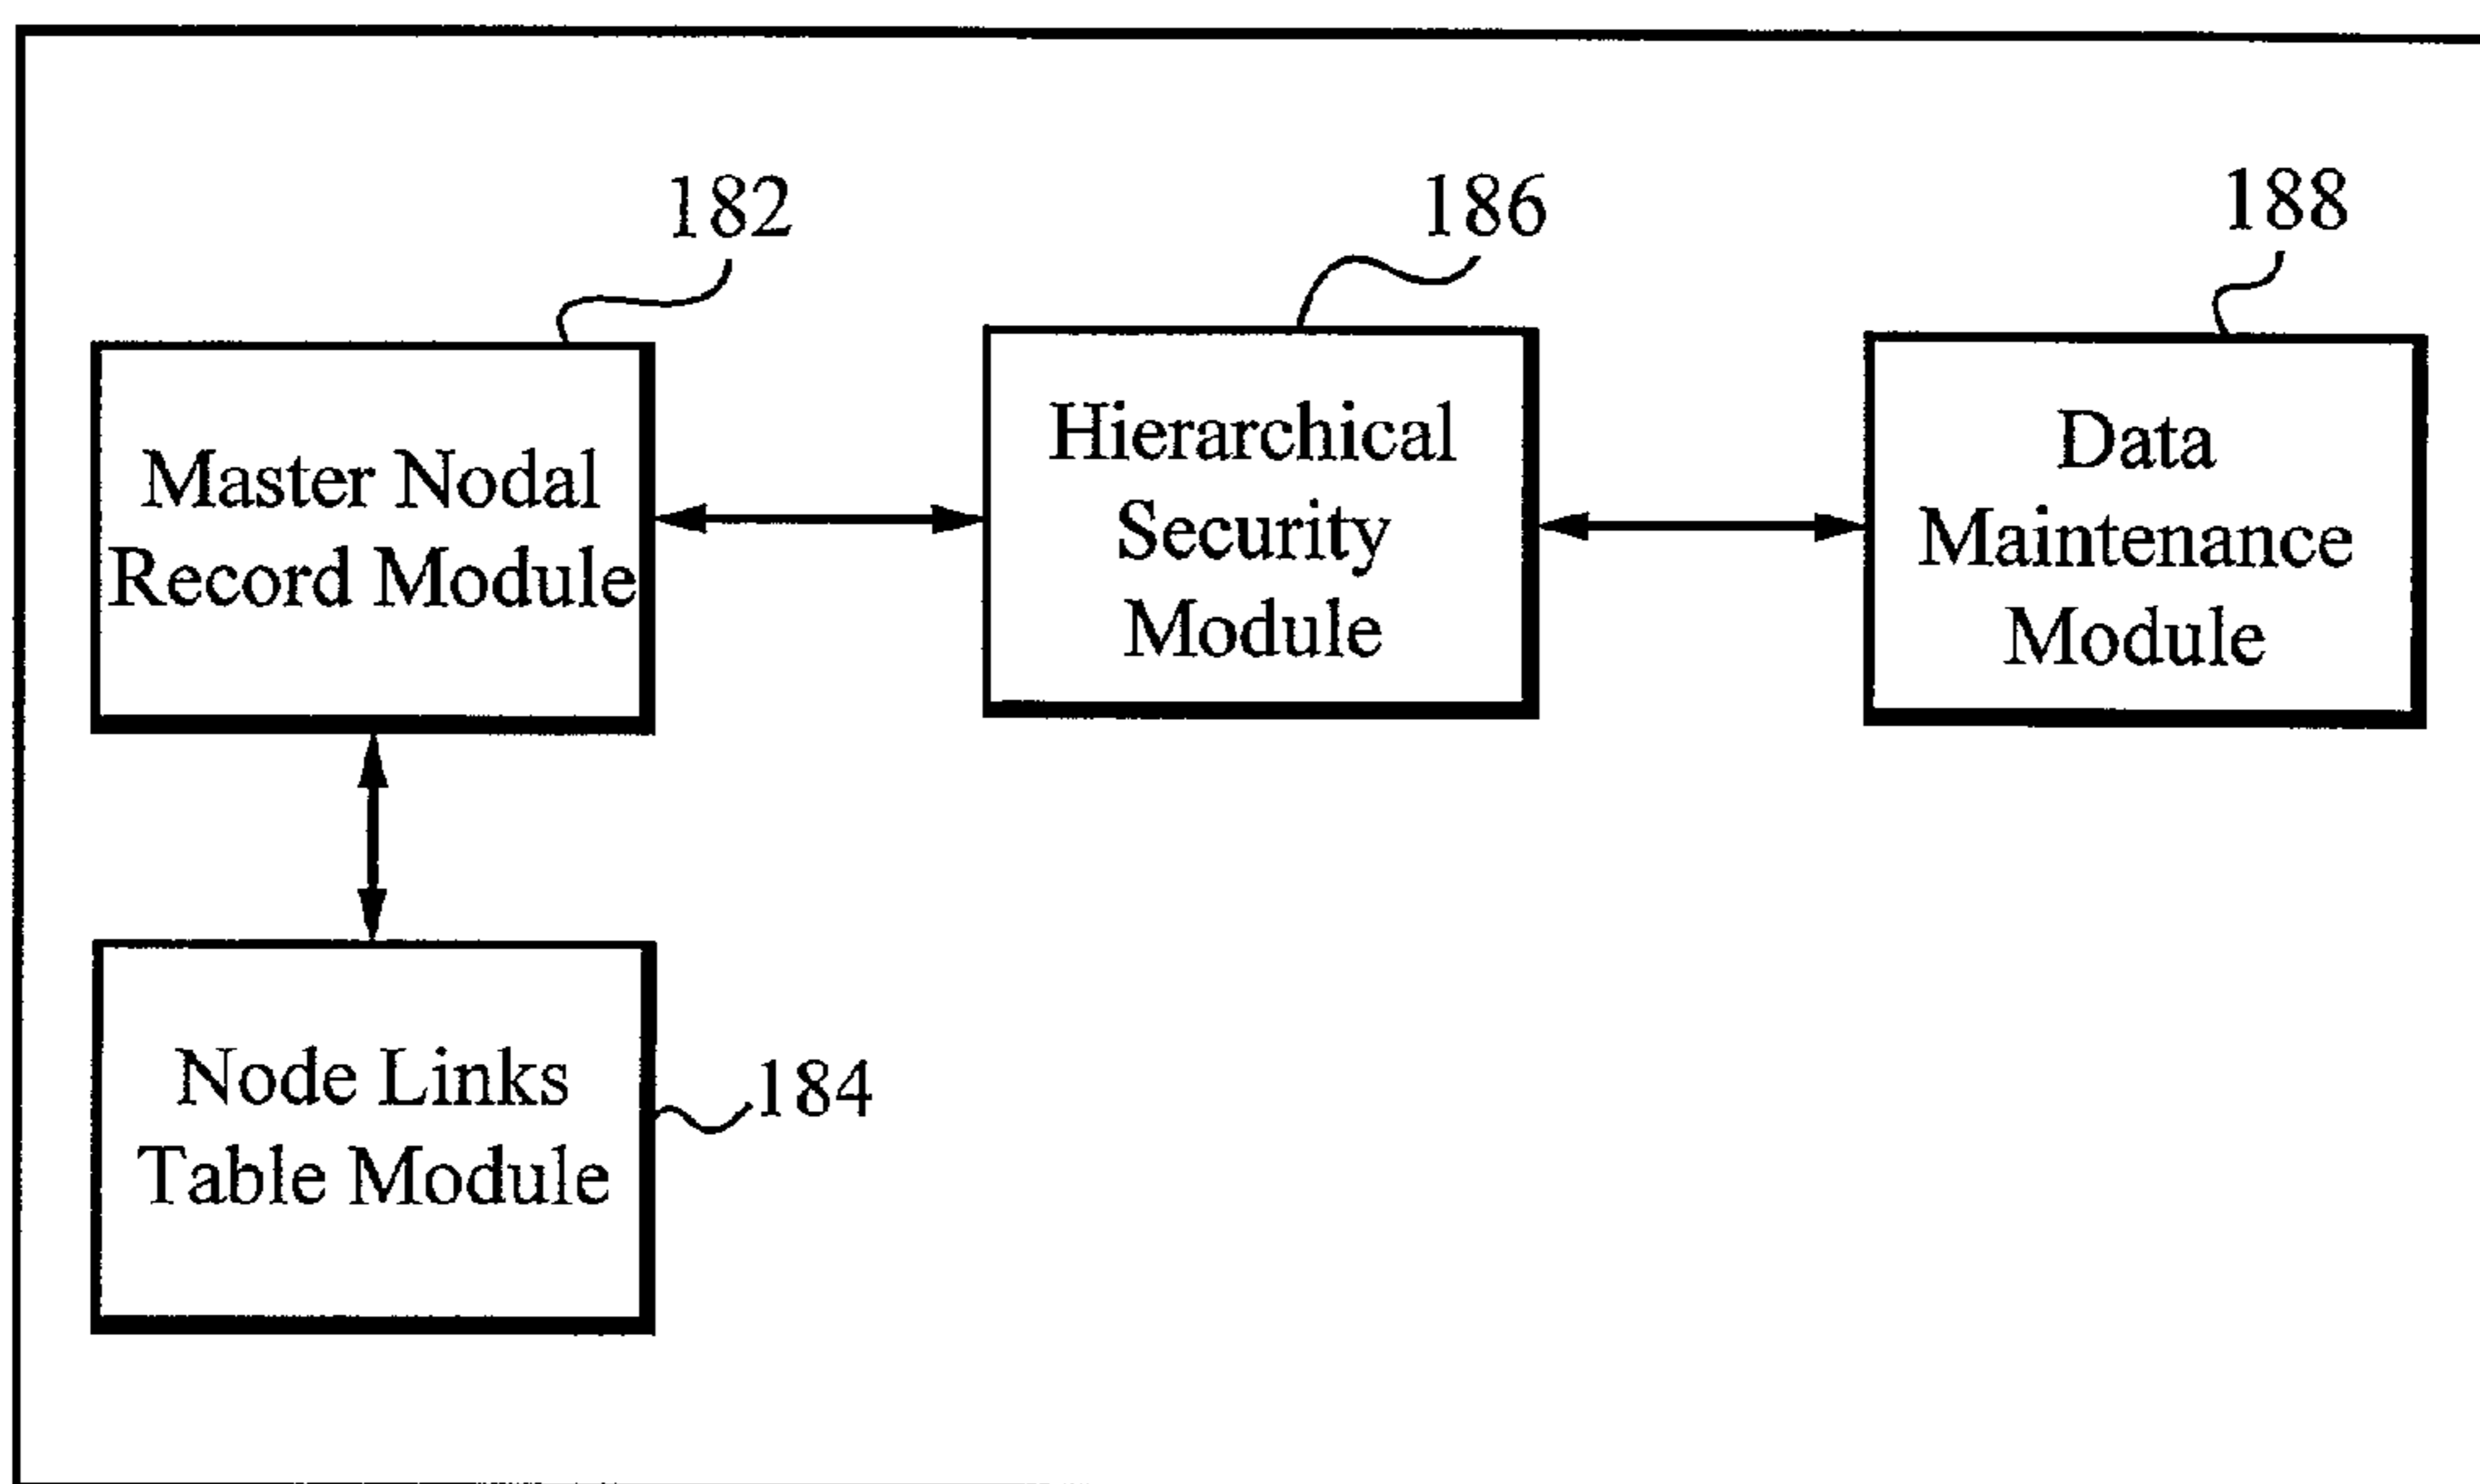 182
186
188
Master Nodal
Record Module
Hierarchical
Security
Module
Data
Maintenance
Module
Node Links
Table Module
184